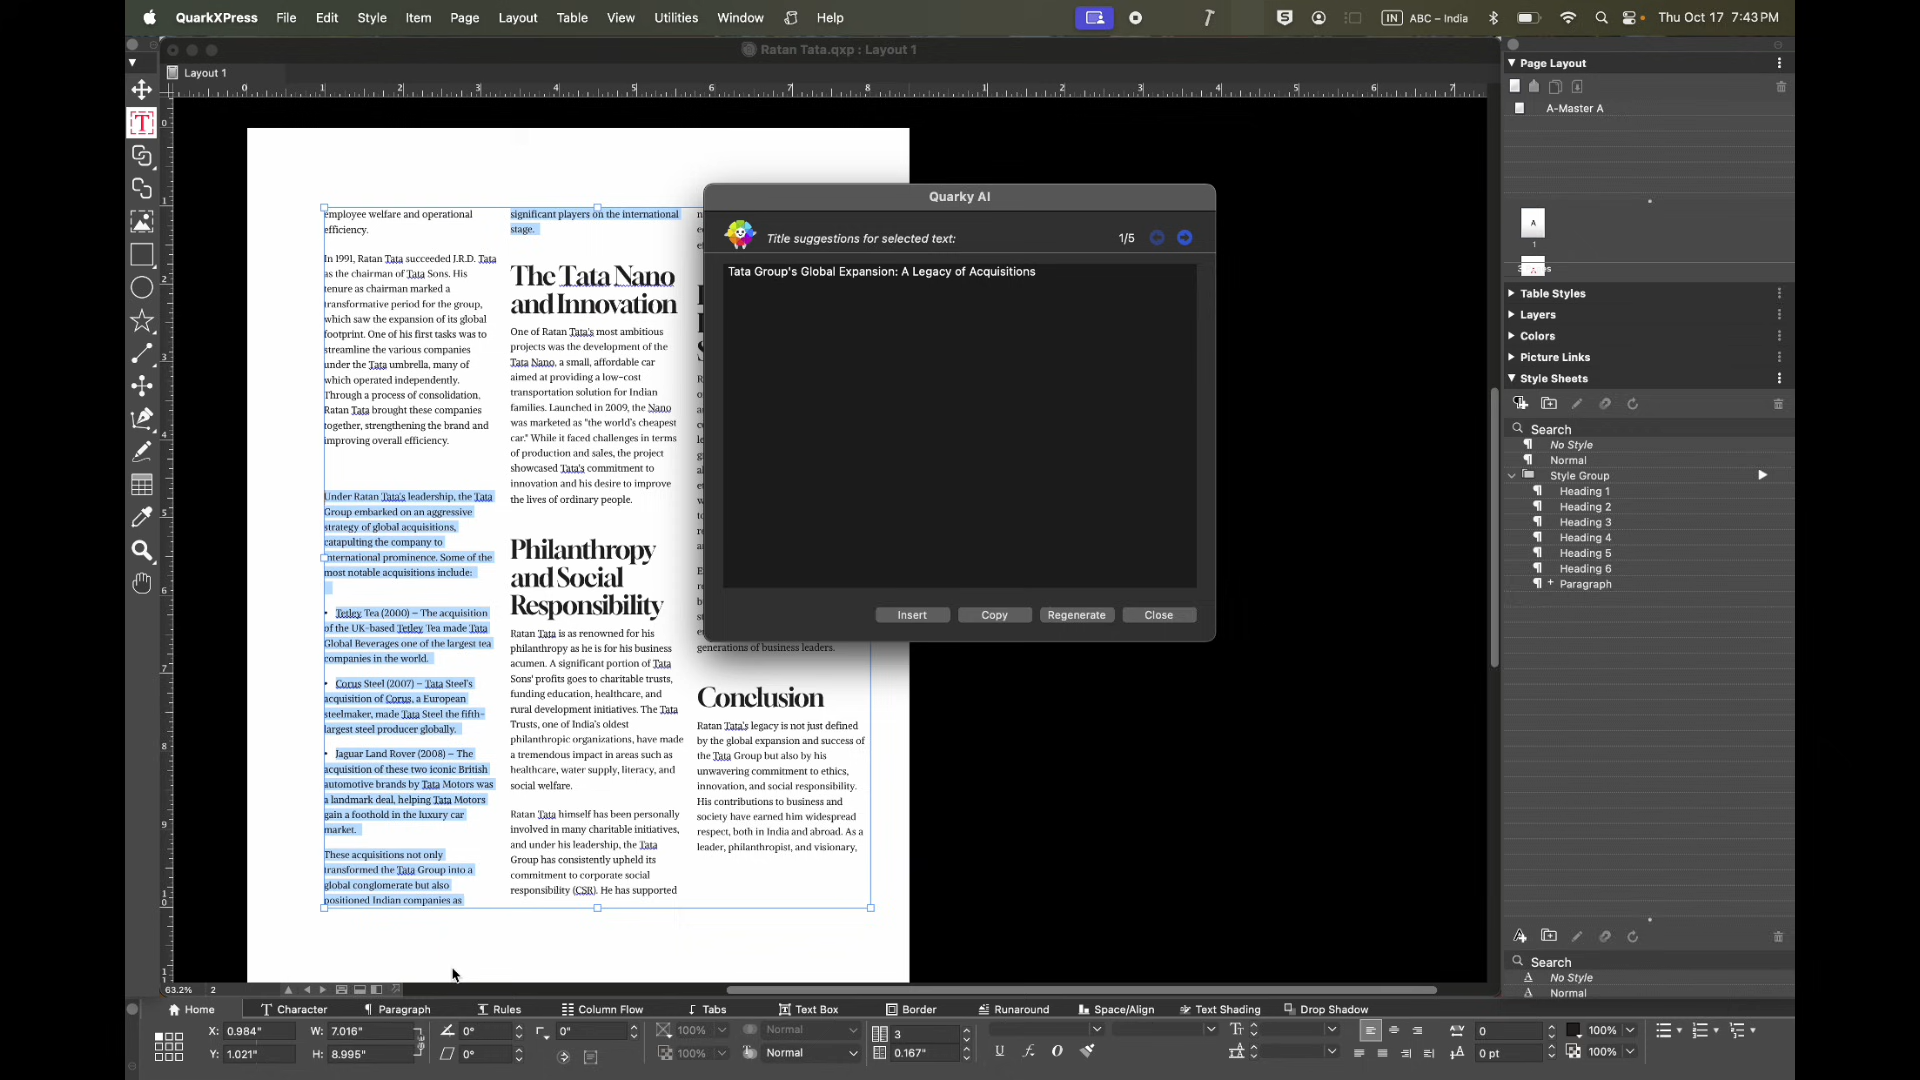 QuarkXPress File Edit Style Item Page Layout Table View Utilities Window Help
IN ABC – India Thu Oct 17 7:43 PM
Ratan Tata.qxp : Layout 1
Layout 1
employee welfare and operational
efficiency.
In 1991, Ratan Tata succeeded J.R.D. Tata
as the chairman of Tata Sons. His
tenure as chairman marked a
transformative period for the group,
which saw the expansion of its global
footprint. One of his first tasks was to
streamline the various companies
under the Tata umbrella, many of
which operated independently.
Through a process of consolidation,
Ratan Tata brought these companies
together, strengthening the brand and
improving overall efficiency.
Under Ratan Tata's leadership, the Tata
Group embarked on an aggressive
strategy of global acquisitions,
catapulting the company to
international prominence. Some of the
most notable acquisitions include:
• Tetley Tea (2000) – The acquisition
of the UK-based Tetley Tea made Tata
Global Beverages one of the largest tea
companies in the world.
• Corus Steel (2007) – Tata Steel's
acquisition of Corus, a European
steelmaker, made Tata Steel the fifth-
largest steel producer globally.
• Jaguar Land Rover (2008) – The
acquisition of these two iconic British
automotive brands by Tata Motors was
a landmark deal, helping Tata Motors
gain a foothold in the luxury car
market.
These acquisitions not only
transformed the Tata Group into a
global conglomerate but also
positioned Indian companies as
significant players on the international
stage.
The Tata Nano
and Innovation
One of Ratan Tata's most ambitious
projects was the development of the
Tata Nano, a small, affordable car
aimed at providing a low-cost
transportation solution for Indian
families. Launched in 2009, the Nano
was marketed as "the world's cheapest
car." While it faced challenges in terms
of production and sales, the project
showcased Tata's commitment to
innovation and his desire to improve
the lives of ordinary people.
Philanthropy
and Social
Responsibility
Ratan Tata is as renowned for his
philanthropy as he is for his business
acumen. A significant portion of Tata
Sons' profits goes to charitable trusts,
funding education, healthcare, and
rural development initiatives. The Tata
Trusts, one of India's oldest
philanthropic organizations, have made
a tremendous impact in areas such as
healthcare, water supply, literacy, and
social welfare.
Ratan Tata himself has been personally
involved in many charitable initiatives,
and under his leadership, the Tata
Group has consistently upheld its
commitment to corporate social
responsibility (CSR). He has supported
generations of business leaders.
Conclusion
Ratan Tata's legacy is not just defined
by the global expansion and success of
the Tata Group but also by his
unwavering commitment to ethics,
innovation, and social responsibility.
His contributions to business and
society have earned him widespread
respect, both in India and abroad. As a
leader, philanthropist, and visionary,
Quarky AI
Title suggestions for selected text: 1/5
Tata Group's Global Expansion: A Legacy of Acquisitions
Insert Copy Regenerate Close
Page Layout
A-Master A
A
1
Table Styles
Layers
Colors
Picture Links
Style Sheets
Search
No Style
Normal
Style Group
Heading 1
Heading 2
Heading 3
Heading 4
Heading 5
Heading 6
+ Paragraph
Search
No Style
Normal
63.2% 2
Home Character Paragraph Rules Column Flow Tabs Text Box Border Runaround Space/Align Text Shading Drop Shadow
X: 0.984" W: 7.016" 0° 0° 100% Normal 3 0 100%
Y: 1.021" H: 8.995" 0° 100% Normal 0.167" 0 pt 100%